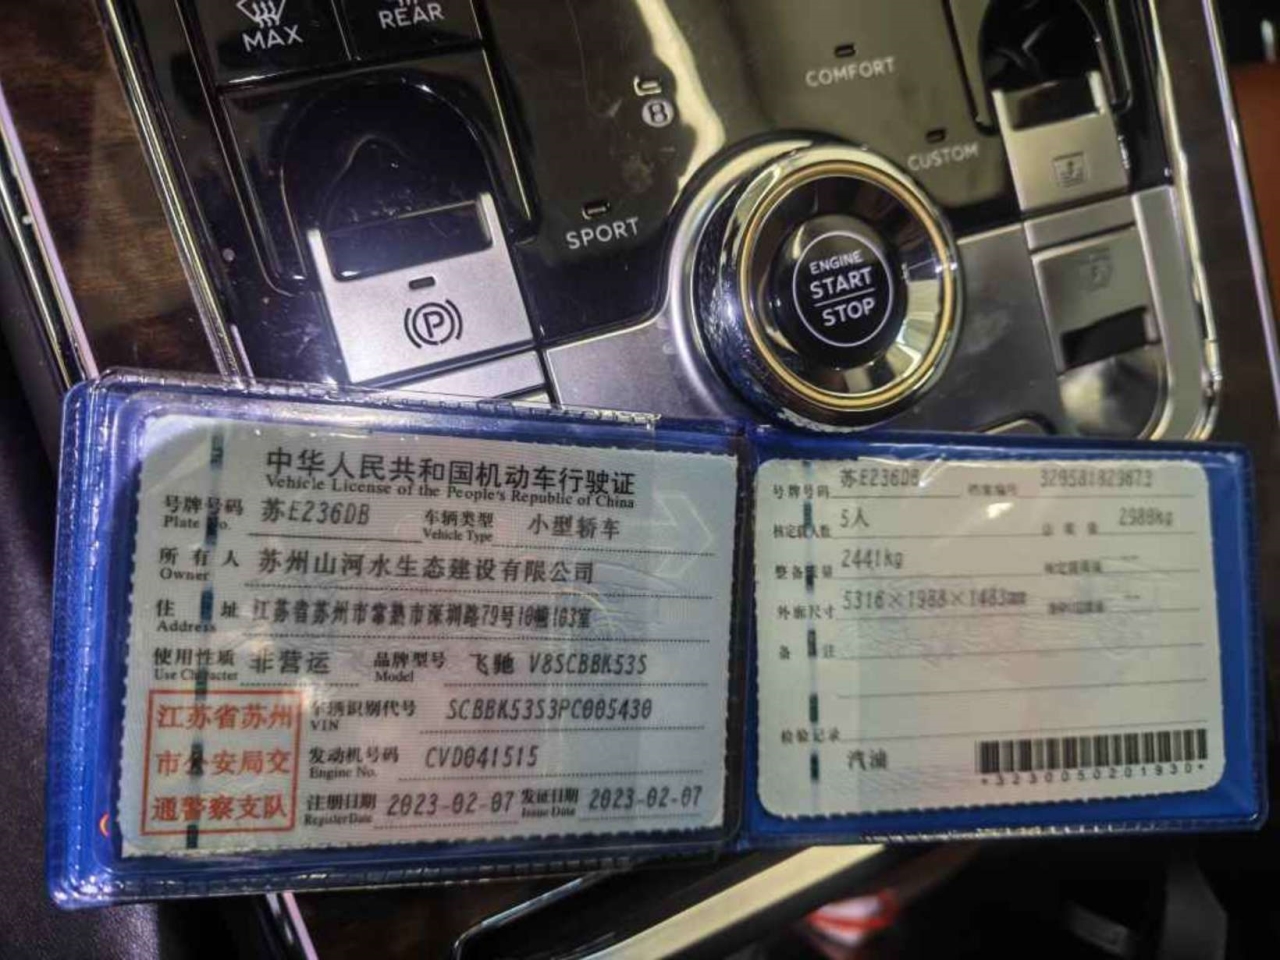 MAX
REAR
COMFORT
CUSTOM
SPORT
ENGINE
START
STOP
中华人民共和国机动车行驶证
Vehicle License of the People's Republic of China
号牌号码 苏E236DB 车辆类型 小型轿车
Plate No. Vehicle Type
所有人 苏州山河水生态建设有限公司
Owner
住址 江苏省苏州市常熟市深圳路79号10幢103室
Address
使用性质 非营运 品牌型号 飞驰 V8SCBBK53S
Use Character Model
江苏省苏州
市公安局交
通警察支队
车辆识别代号 SCBBK53S3PC005430
VIN
发动机号码 CVD041515
Engine No.
注册日期 2023-02-07 发证日期 2023-02-07
Register Date Issue Date
号牌号码 苏E236DB 档案编号
核定载人数 5人 总质量 2980kg
整备质量 2441kg
外廓尺寸 5316×1988×1483mm
备注
检验记录
汽油
*3230050201930*